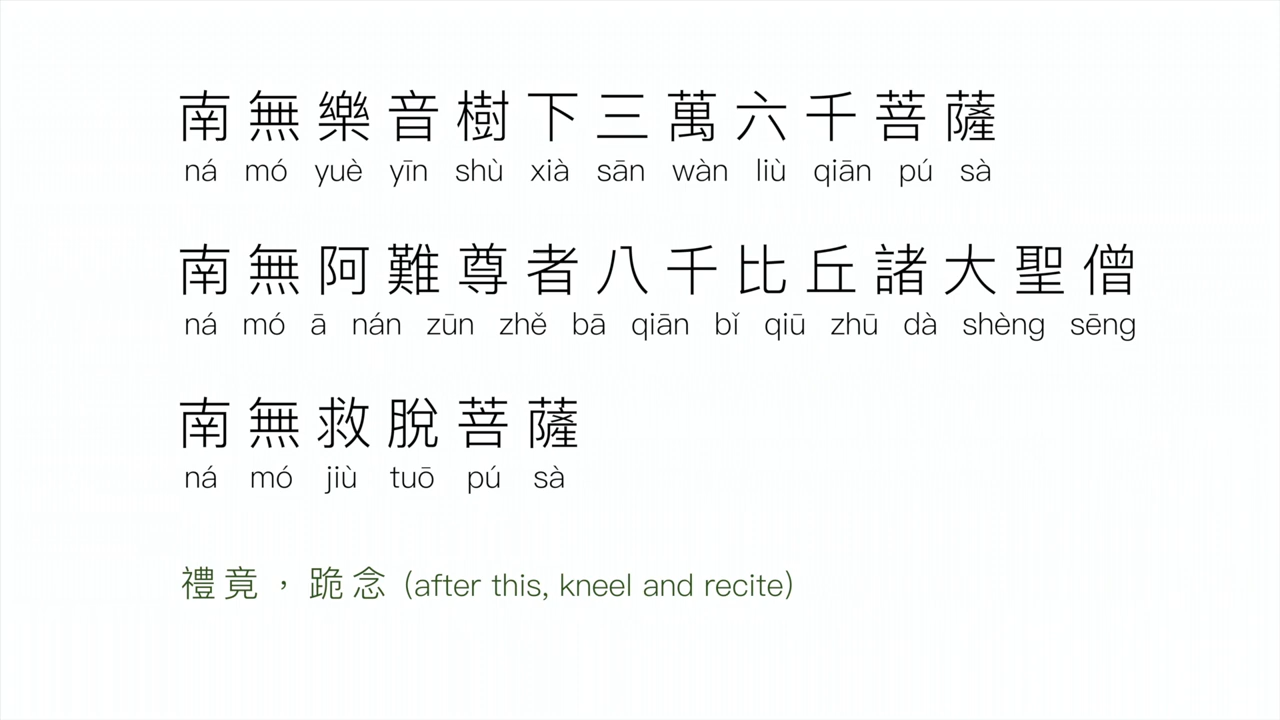 南無樂音樹下三萬六千菩薩
ná mó yuè yīn shù xià sān wàn liù qiān pú sà
南無阿難尊者八千比丘諸大聖僧
ná mó ā nán zūn zhě bā qiān bǐ qiū zhū dà shèng sēng
南無救脫菩薩
ná mó jiù tuō pú sà
禮竟，跪念 (after this, kneel and recite)